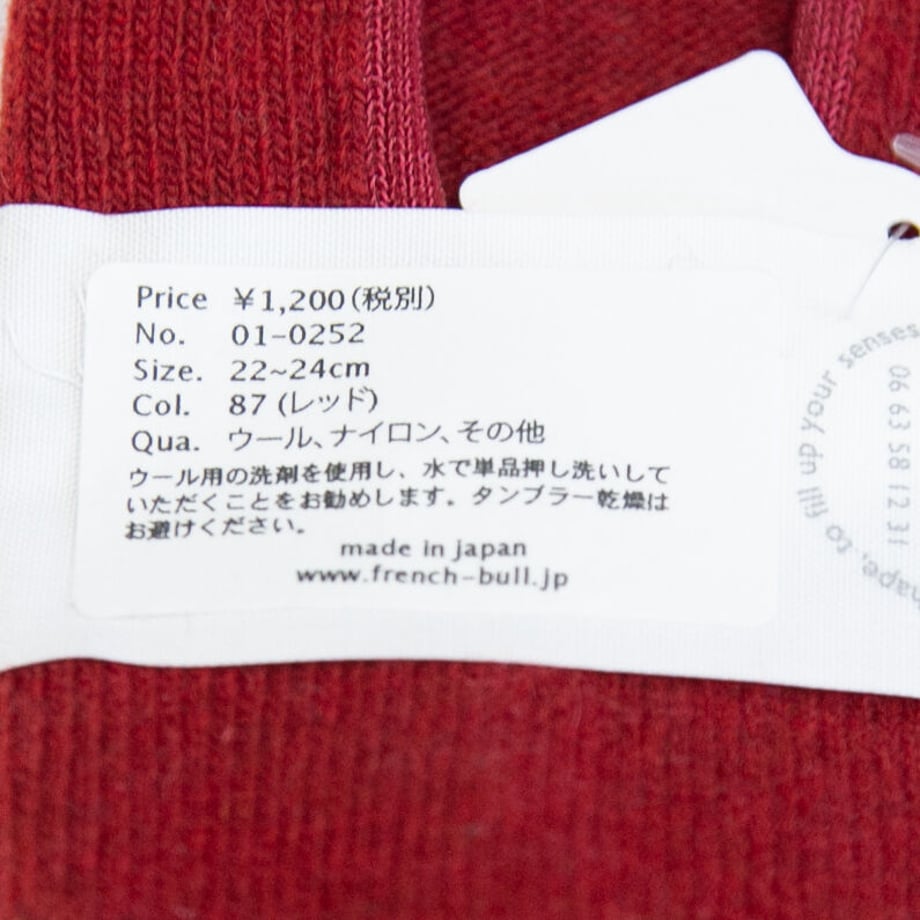 Price ￥1,200(税別)
No. 01-0252
Size. 22~24cm
Col. 87 (レッド)
Qua. ウール、ナイロン、その他
ウール用の洗剤を使用し、水で単品押し洗いして
いただくことをお勧めします。タンブラー乾燥は
お避けください。
made in japan
www.french-bull.jp
to fill up your senses
06 63 58 12 31